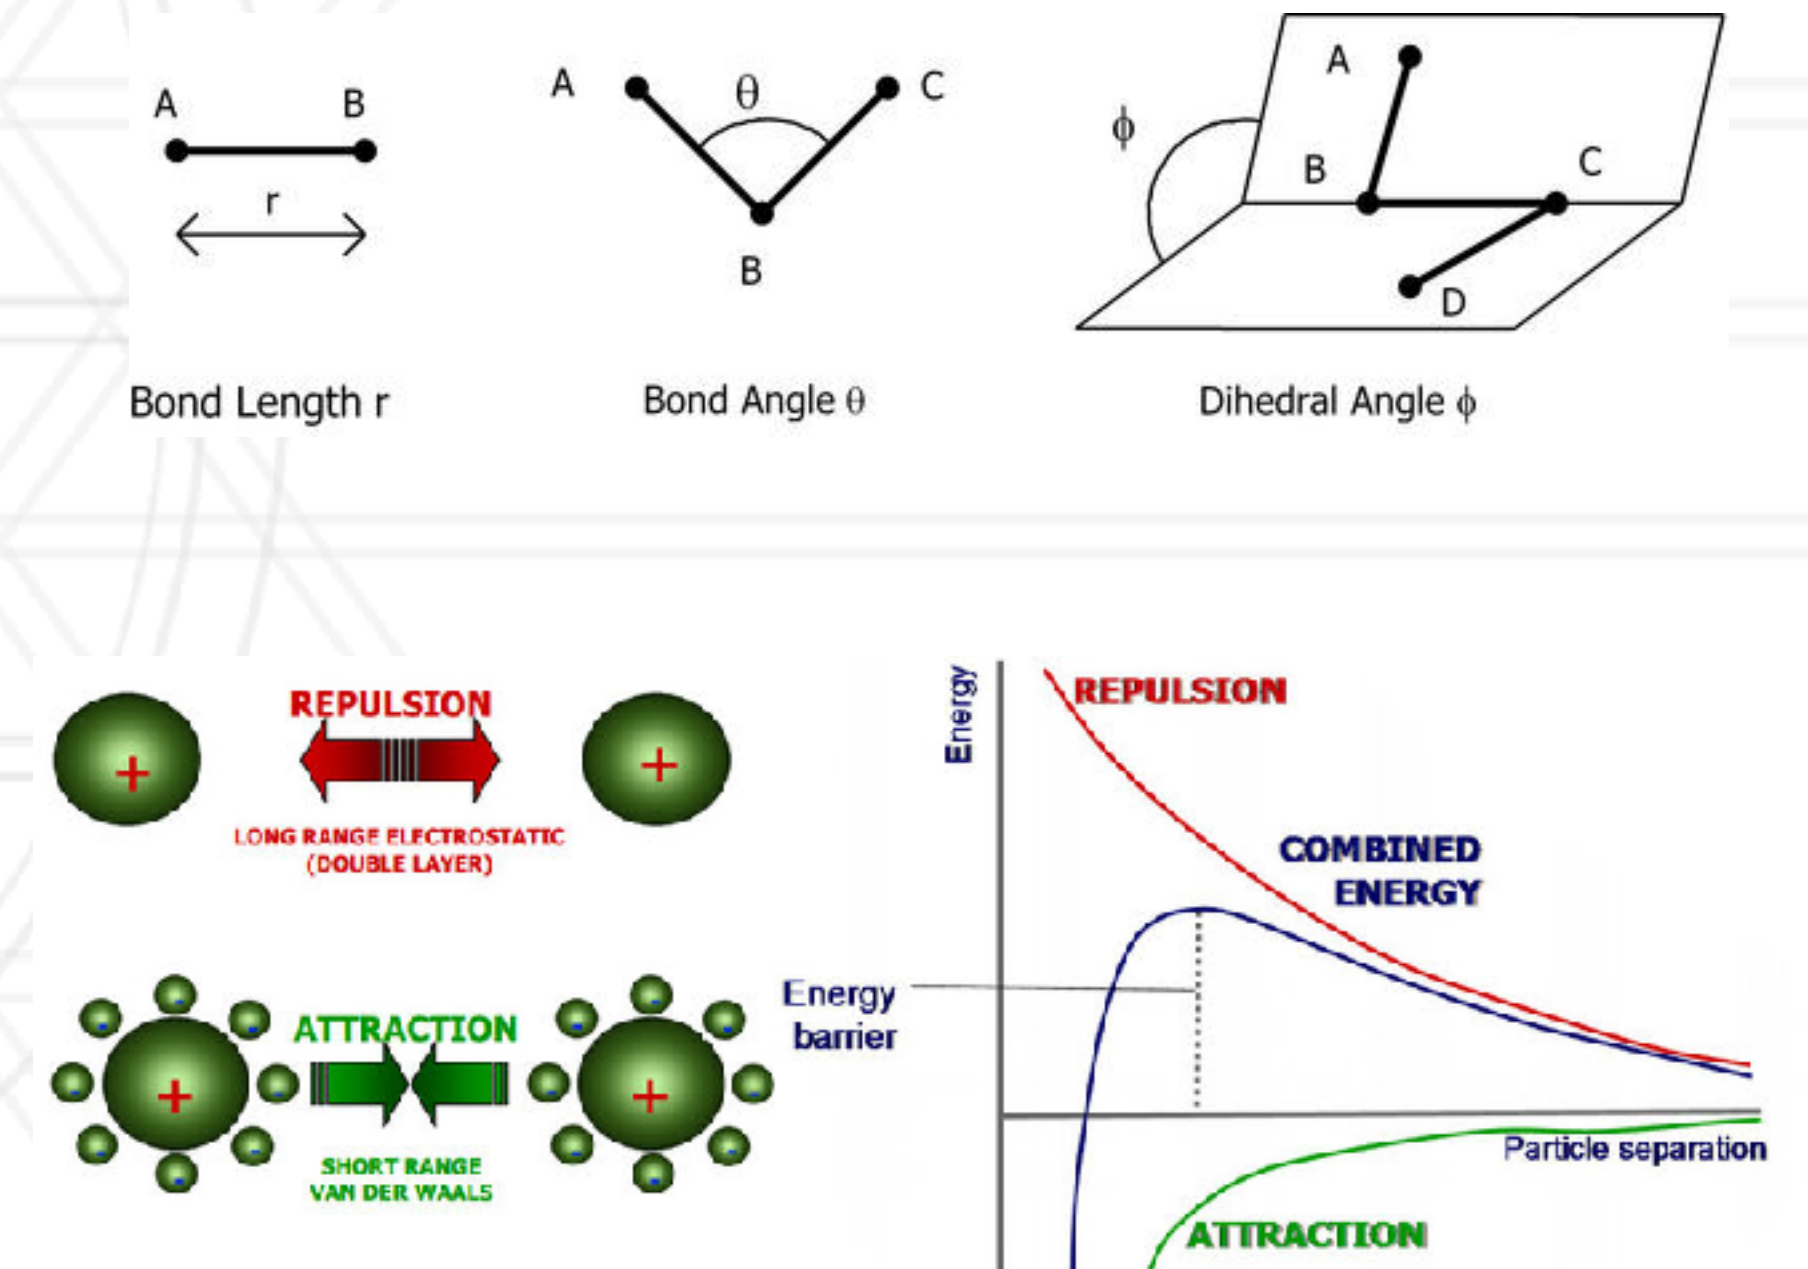 A
B
r
Bond Length r
A
θ
C
B
Bond Angle θ
A
ϕ
B
C
D
Dihedral Angle ϕ
REPULSION
+
+
LONG RANGE ELECTROSTATIC
(DOUBLE LAYER)
ATTRACTION
+
+
SHORT RANGE
VAN DER WAALS
Energy
REPULSION
COMBINED
ENERGY
Energy
barrier
Particle separation
ATTRACTION